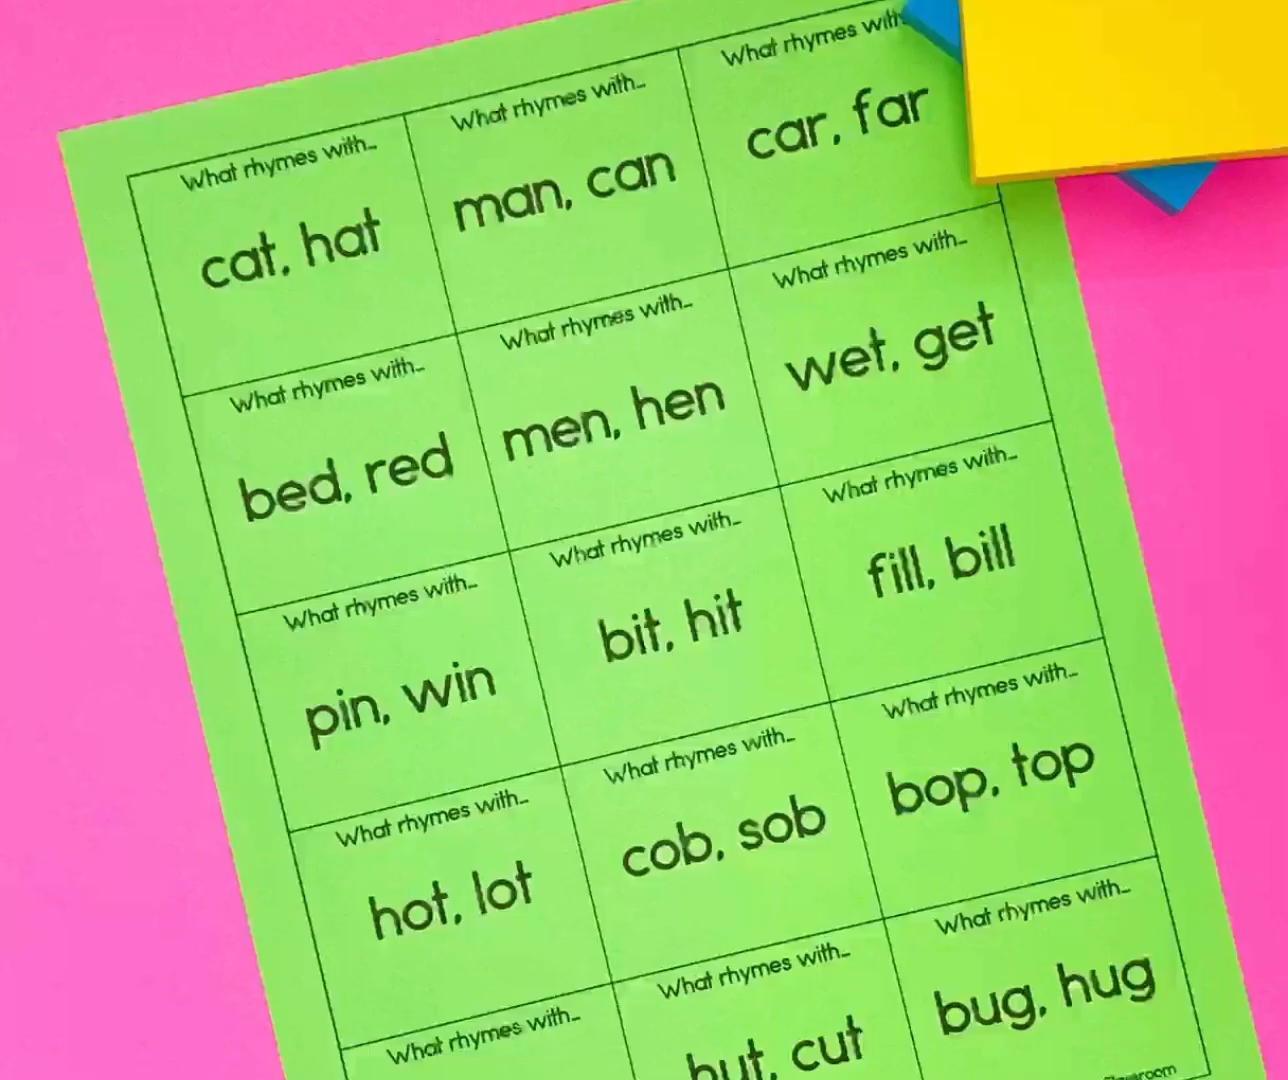 What rhymes with...
cat, hat
What rhymes with...
man, can
What rhymes with
car, far
What rhymes with...
bed, red
What rhymes with...
men, hen
What rhymes with...
wet, get
What rhymes with...
pin, win
What rhymes with...
bit, hit
What rhymes with...
fill, bill
What rhymes with...
hot, lot
What rhymes with...
cob, sob
What rhymes with...
bop, top
What rhymes with...
What rhymes with...
cut
What rhymes with...
bug, hug